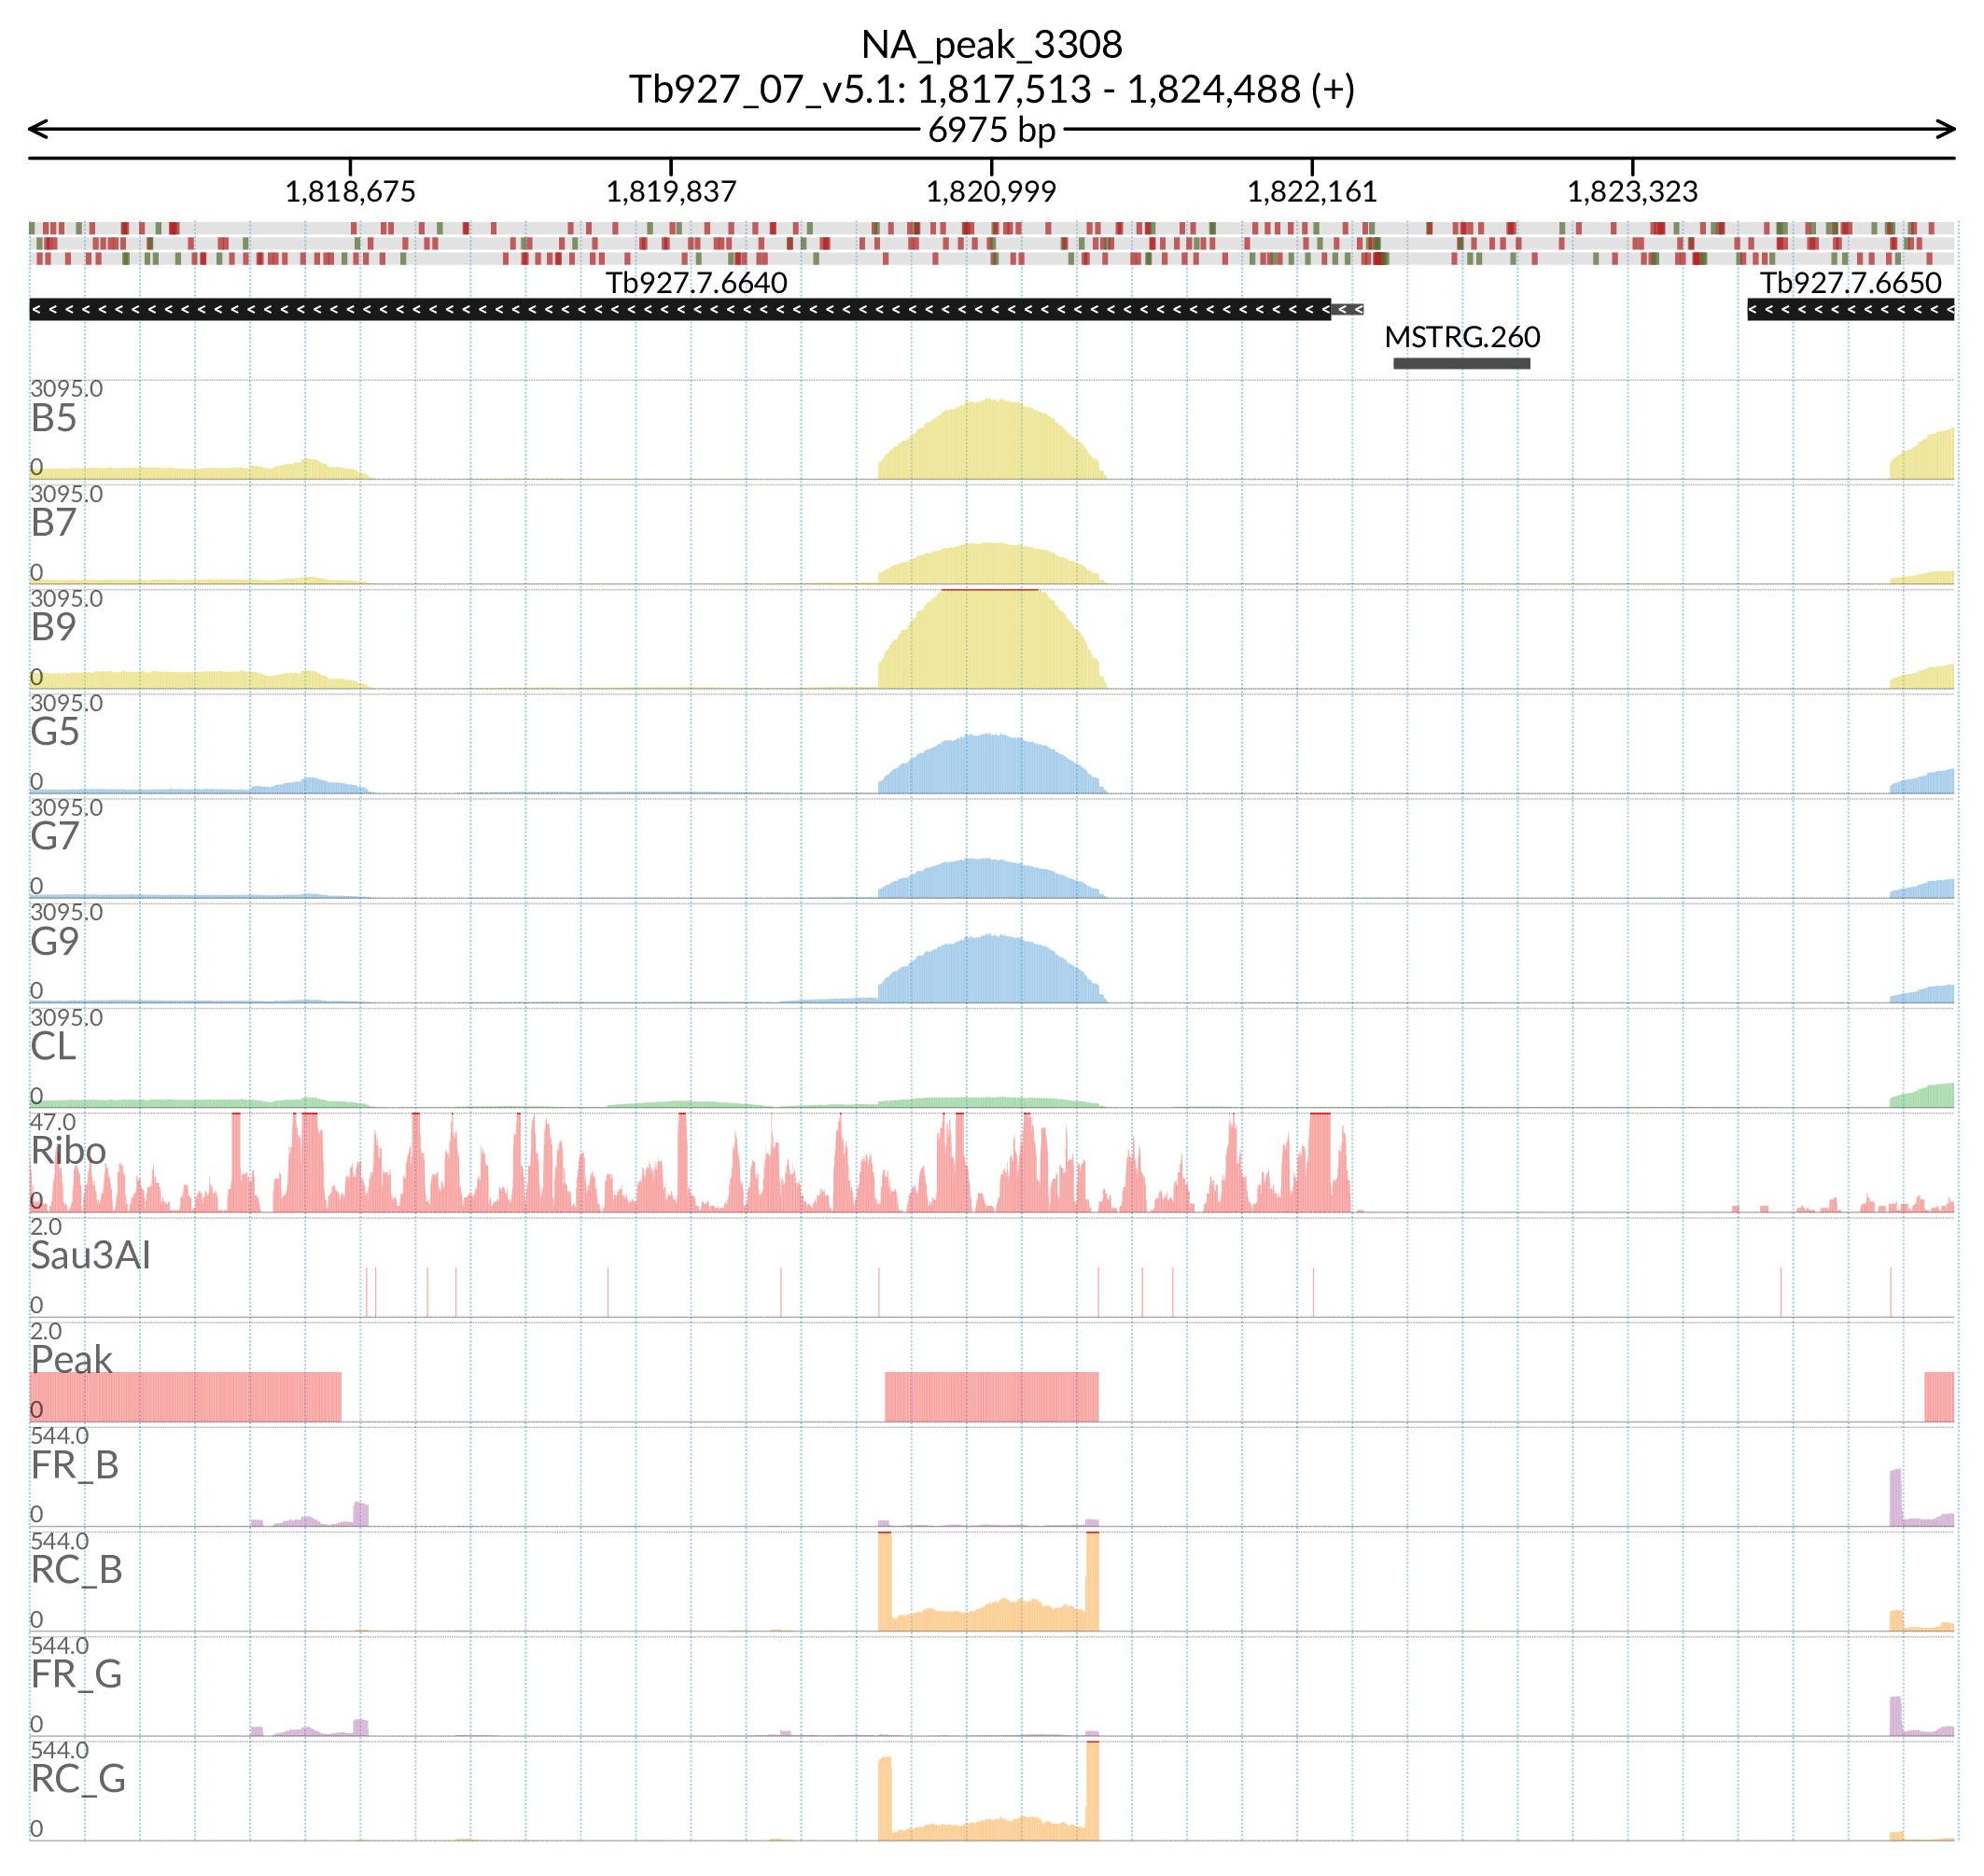 NA_peak_3308
Tb927_07_v5.1: 1,817,513 - 1,824,488 (+)
6975 bp
1,818,675 1,819,837 1,820,999 1,822,161 1,823,323
Tb927.7.6640 Tb927.7.6650
MSTRG.260
3095.0
B5
0
3095.0
B7
0
3095.0
B9
0
3095.0
G5
0
3095.0
G7
0
3095.0
G9
0
3095.0
CL
0
47.0
Ribo
0
2.0
Sau3AI
0
2.0
Peak
0
544.0
FR_B
0
544.0
RC_B
0
544.0
FR_G
0
544.0
RC_G
0